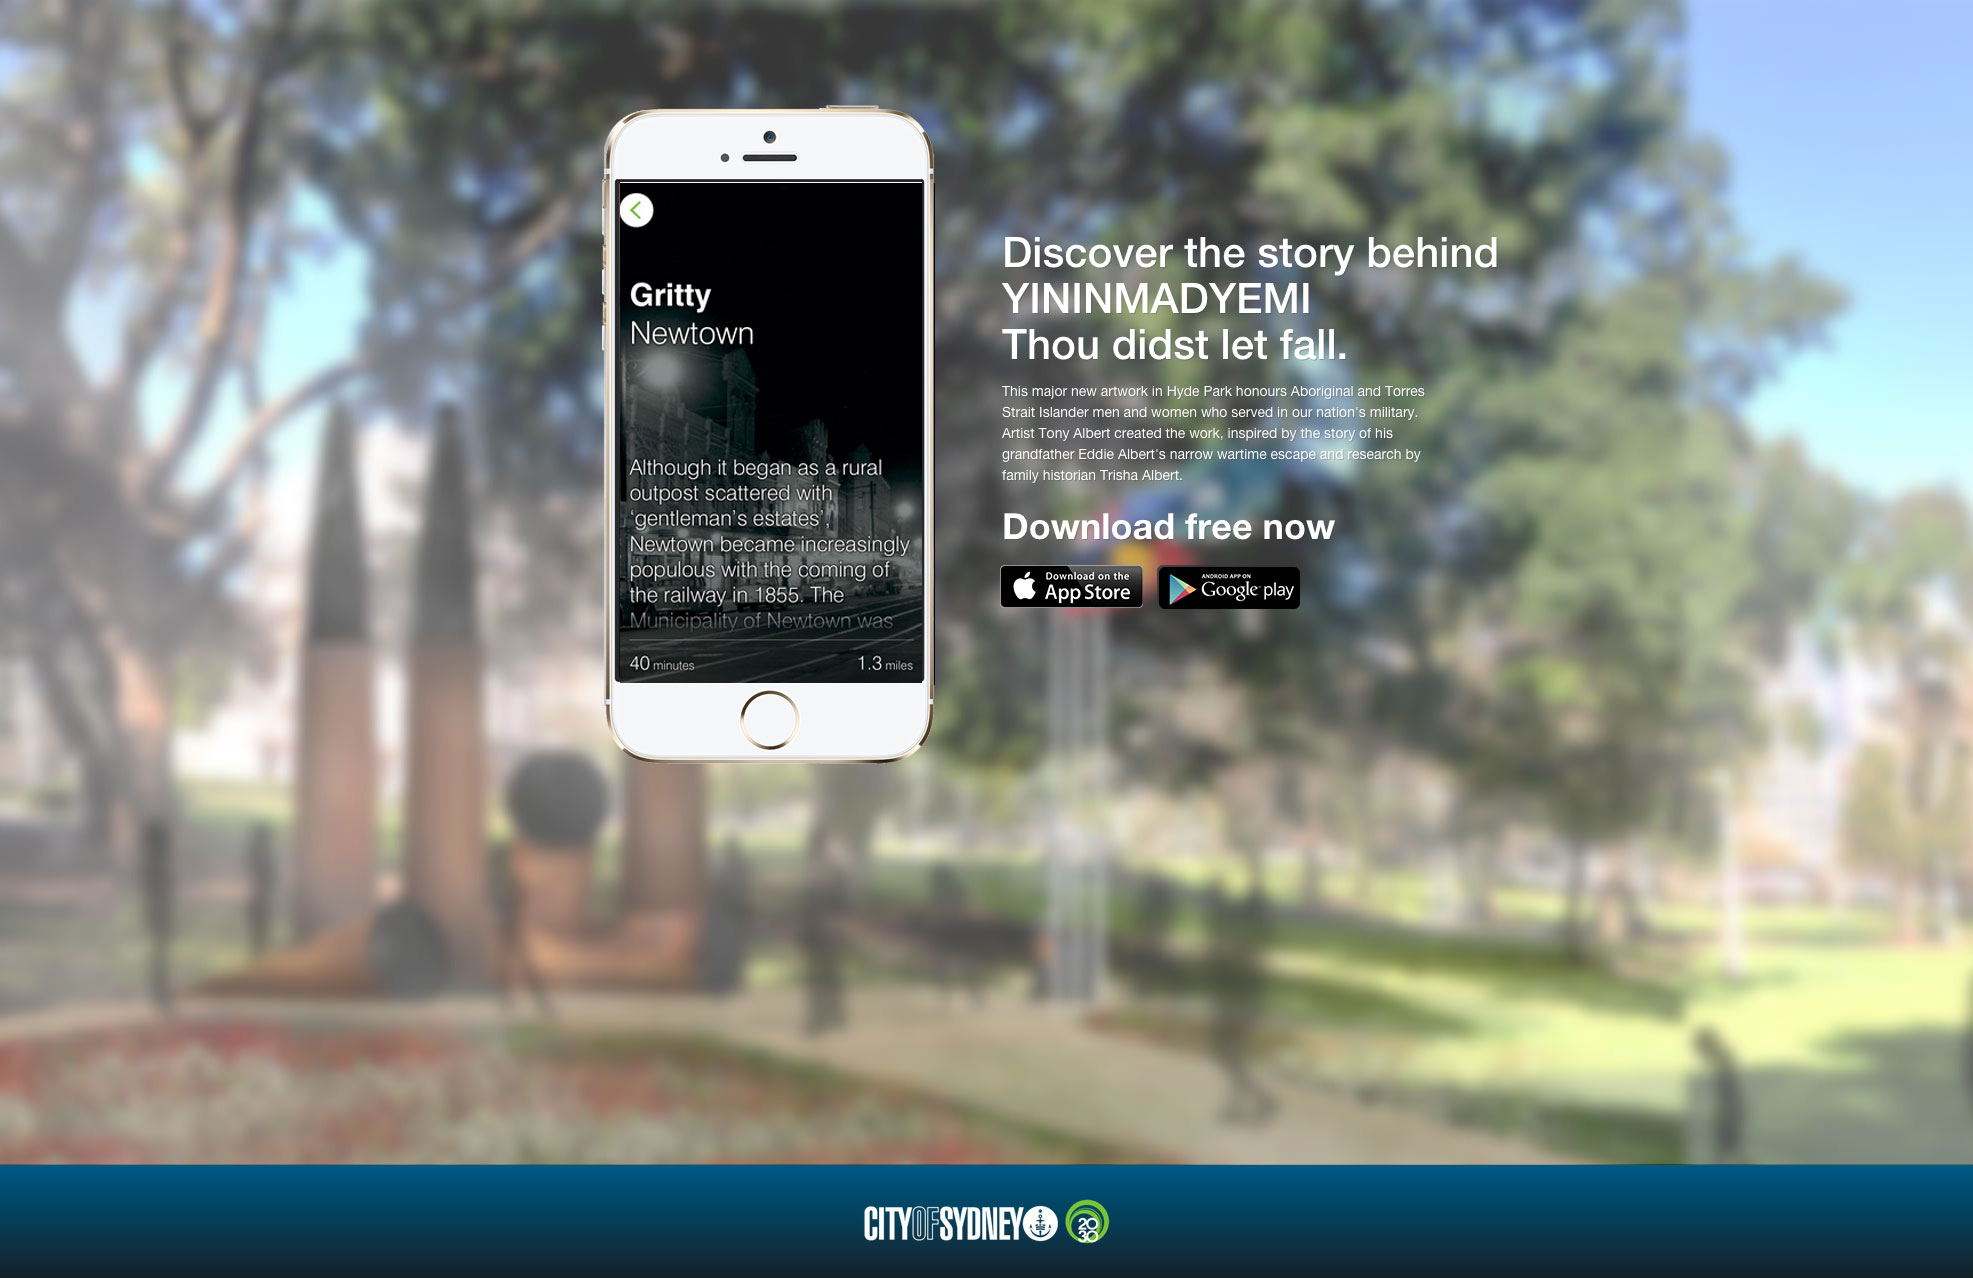 Gritty
Newtown
Although it began as a rural
outpost scattered with
‘gentleman’s estates’,
Newtown became increasingly
populous with the coming of
the railway in 1855. The
Municipality of Newtown was
40 minutes
1.3 miles
Discover the story behind
YININMADYEMI
Thou didst let fall.
This major new artwork in Hyde Park honours Aboriginal and Torres
Strait Islander men and women who served in our nation's military.
Artist Tony Albert created the work, inspired by the story of his
grandfather Eddie Albert's narrow wartime escape and research by
family historian Trisha Albert.
Download free now
Download on the
App Store
ANDROID APP ON
Google play
CITYOFSYDNEY
20
30